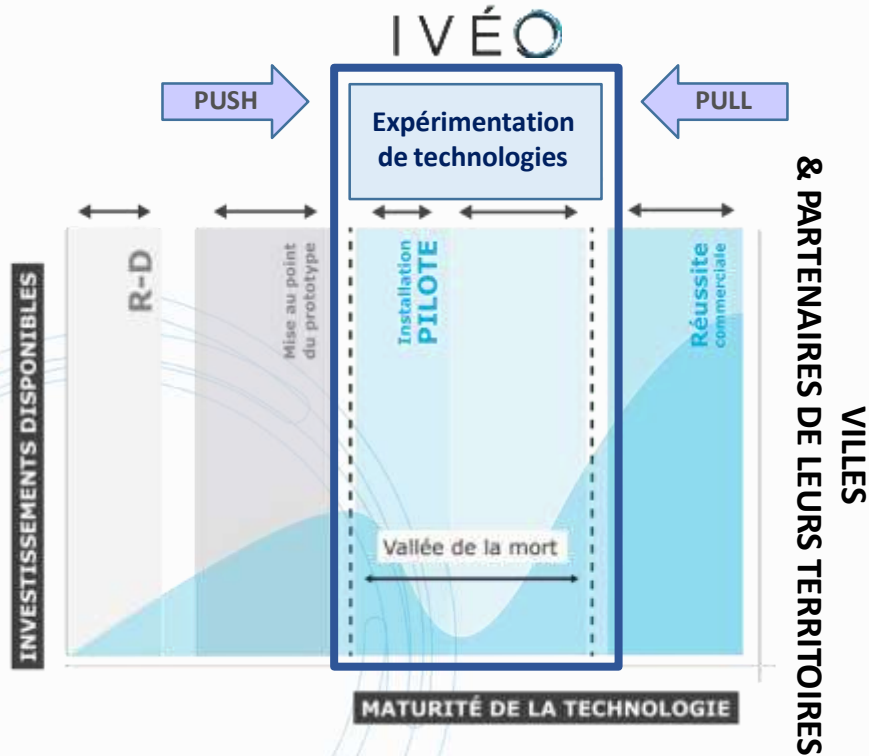 IVÉO
PUSH
Expérimentation
de technologies
PULL
R-D
Mise au point
du prototype
Installation
PILOTE
Réussite
commerciale
Vallée de la mort
INVESTISSEMENTS DISPONIBLES
MATURITÉ DE LA TECHNOLOGIE
VILLES
& PARTENAIRES DE LEURS TERRITOIRES